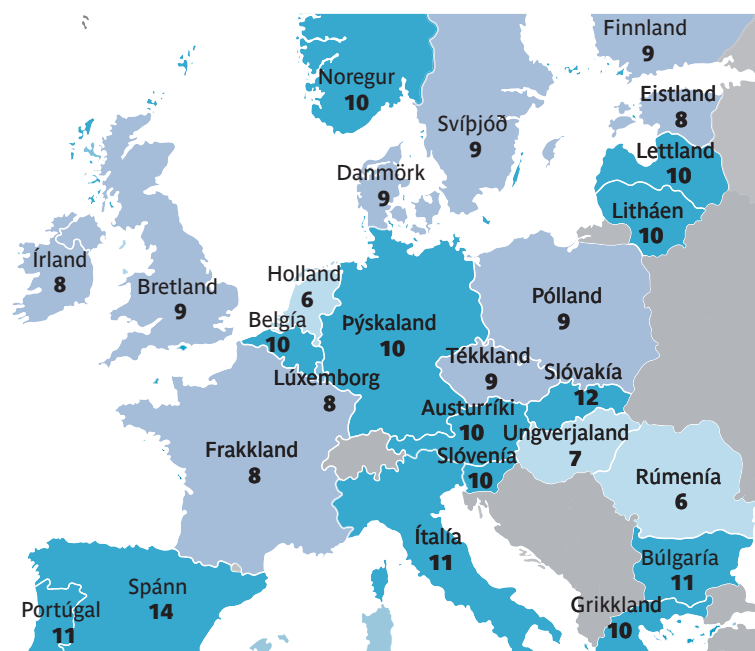 Finnland
9
Noregur
10
Eistland
8
Svíþjóð
9
Lettland
10
Danmörk
9
Litháen
10
Írland
8
Holland
6
Bretland
9
Pólland
9
Belgía
10
Þýskaland
10
Tékkland
9
Slóvakía
12
Lúxemborg
8
Austurríki
10
Ungverjaland
7
Frakkland
8
Slóvenía
10
Rúmenía
6
Ítalía
11
Búlgaría
11
Spánn
14
Portúgal
11
Grikkland
10